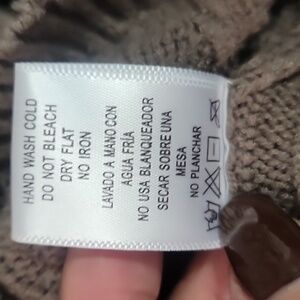 HAND WASH COLD
DO NOT BLEACH
DRY FLAT
NO IRON
LAVADO A MANO CON
AGUA FRIA
NO USA BLANQUEADOR
SECAR SOBRE UNA
MESA
NO PLANCHAR